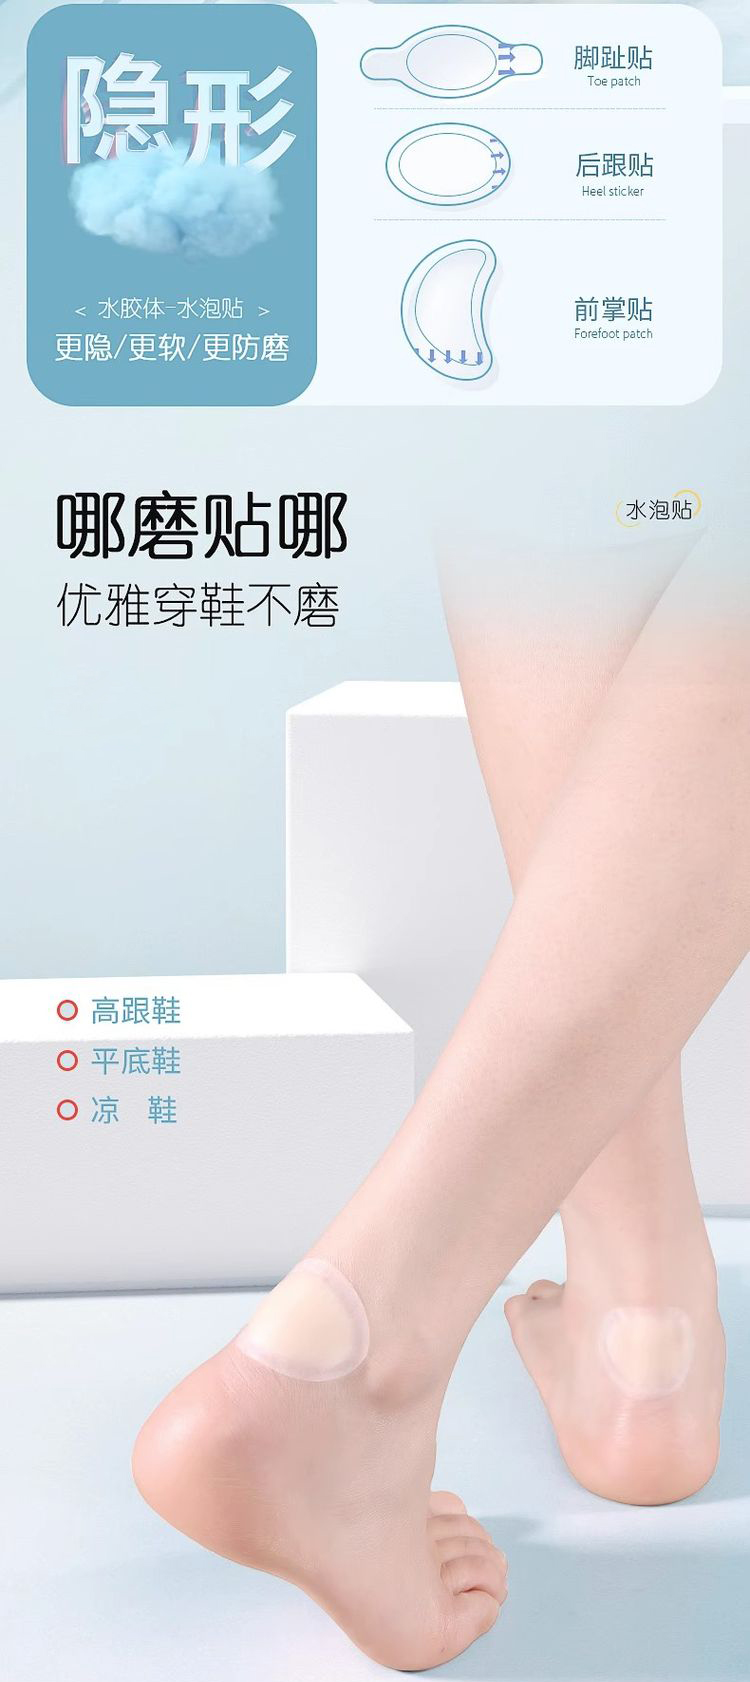 隐形
< 水胶体-水泡贴 >
更隐/更软/更防磨
脚趾贴
Toe patch
后跟贴
Heel sticker
前掌贴
Forefoot patch
哪磨贴哪
优雅穿鞋不磨
水泡贴
高跟鞋
平底鞋
凉 鞋